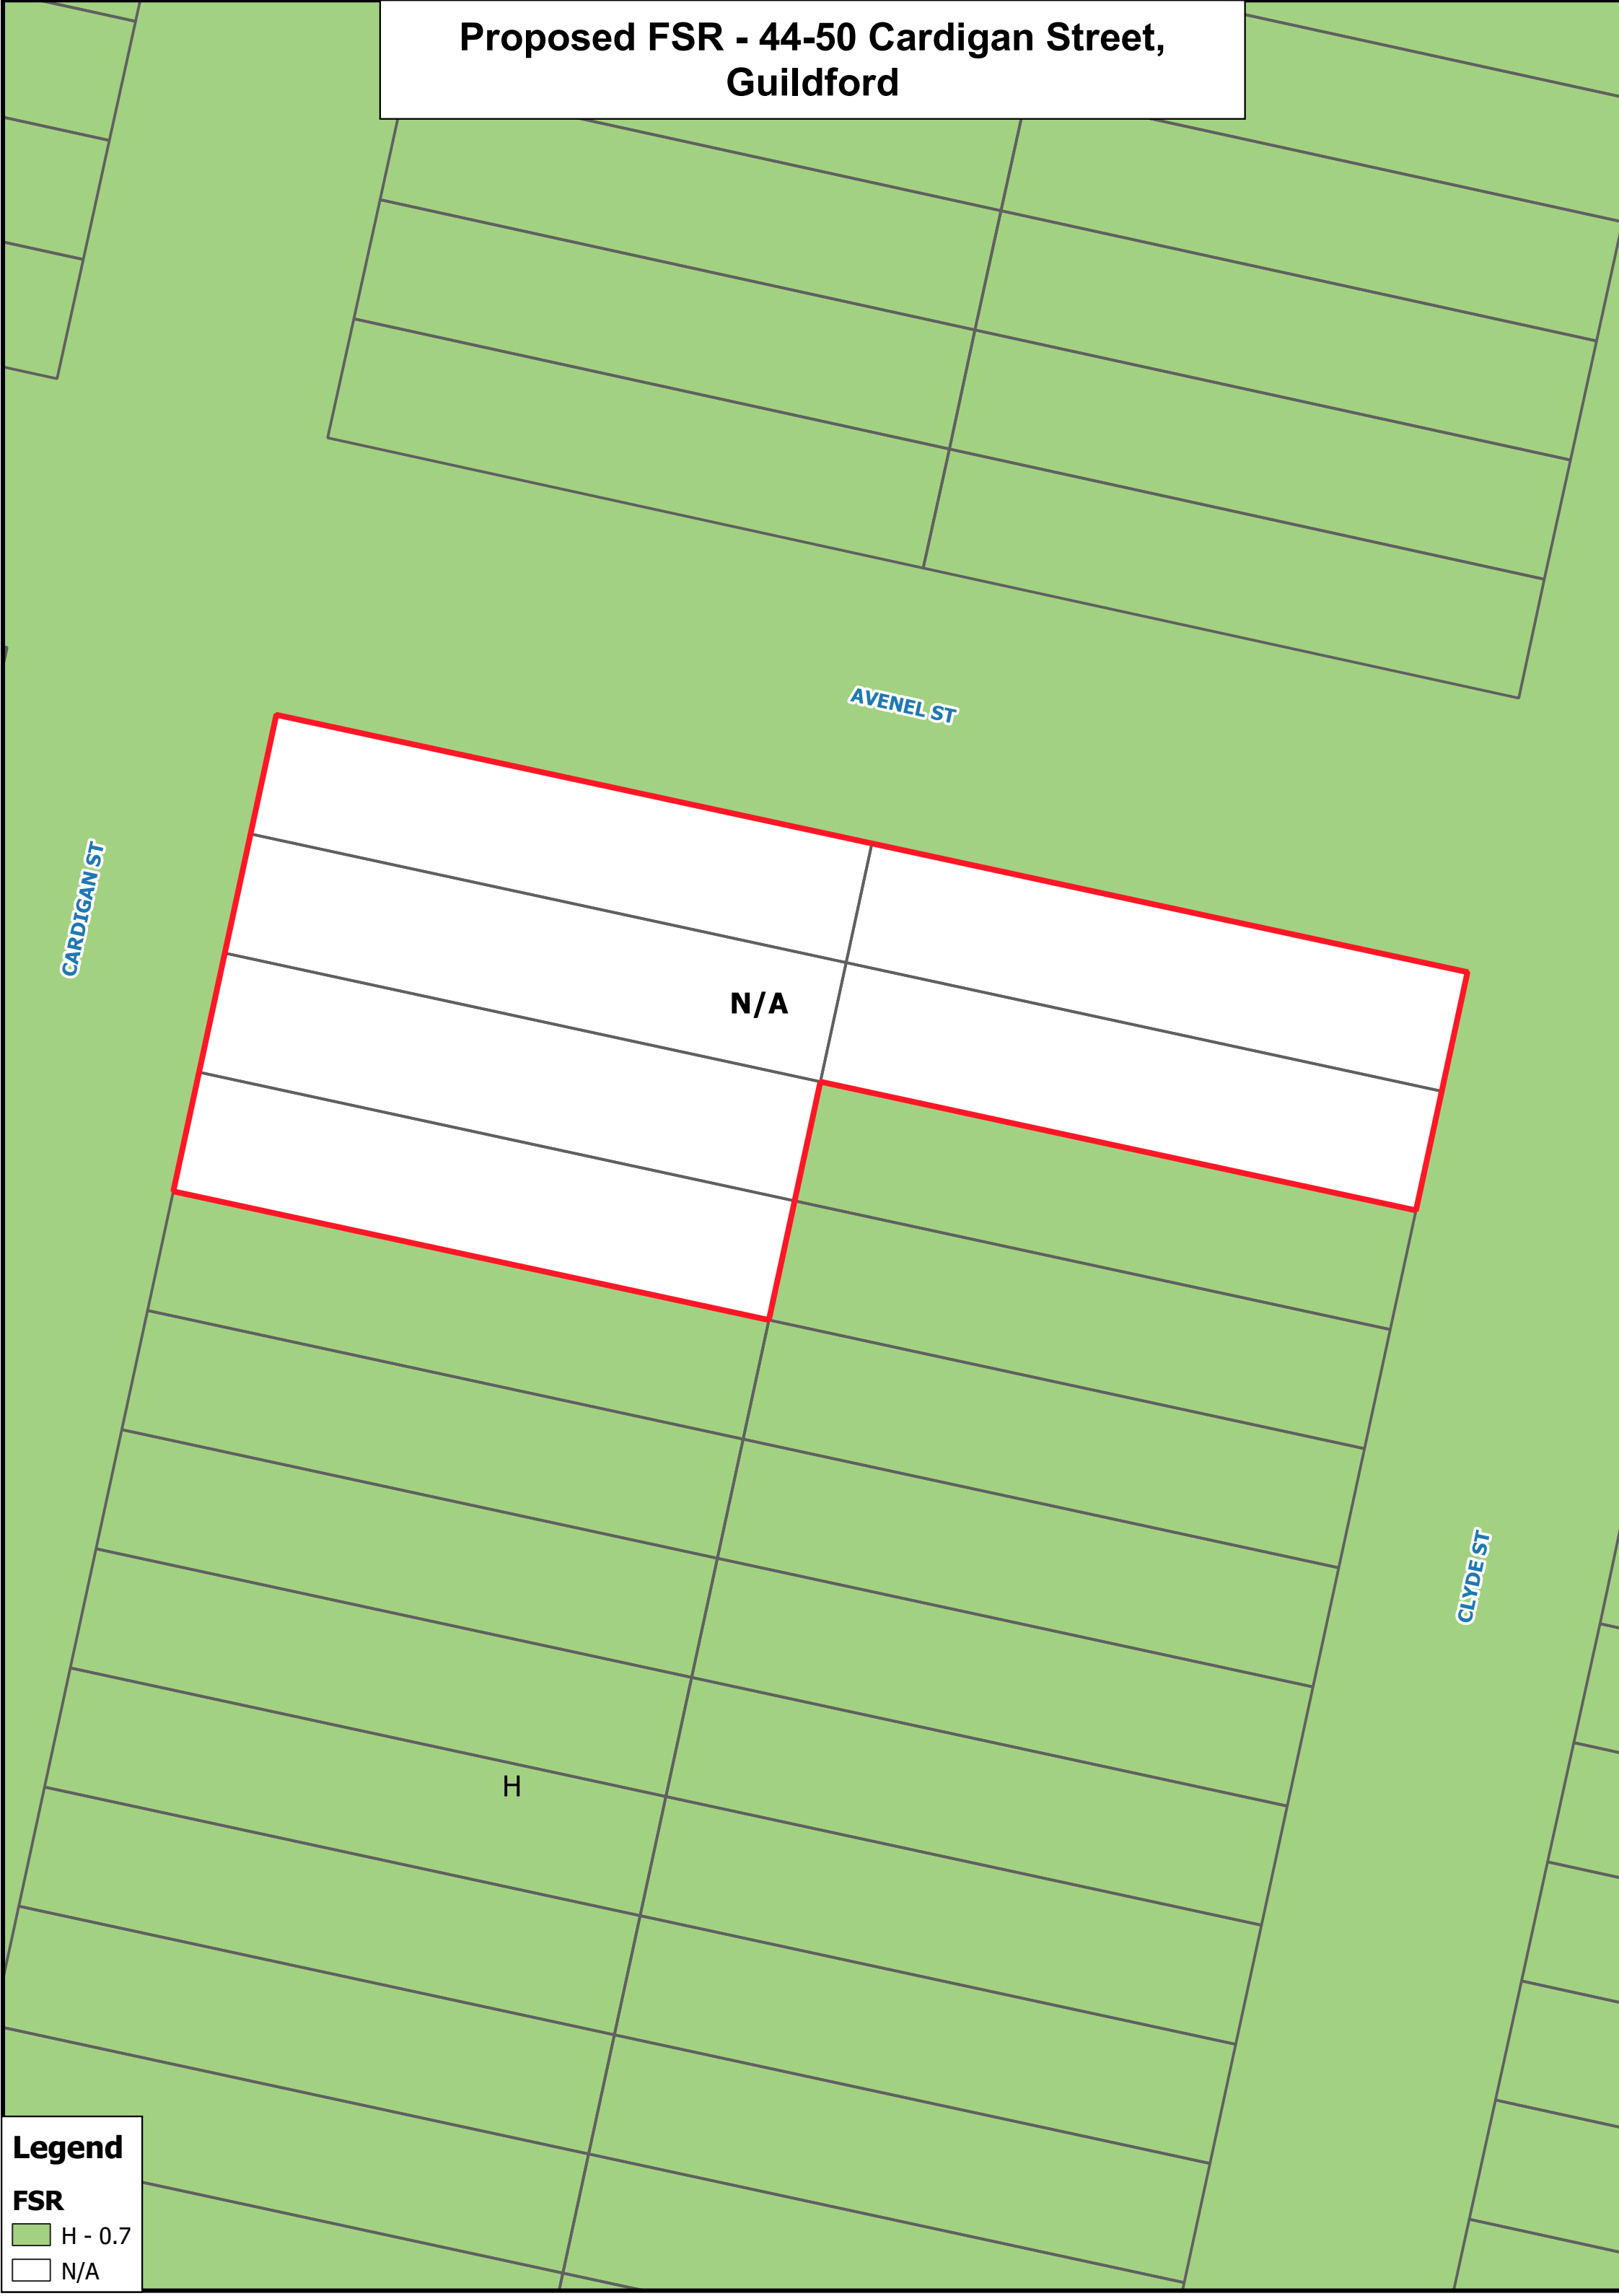 Proposed FSR - 44-50 Cardigan Street,
Guildford
AVENEL ST
CARDIGAN ST
N/A
CLYDE ST
H
Legend
FSR
H - 0.7
N/A